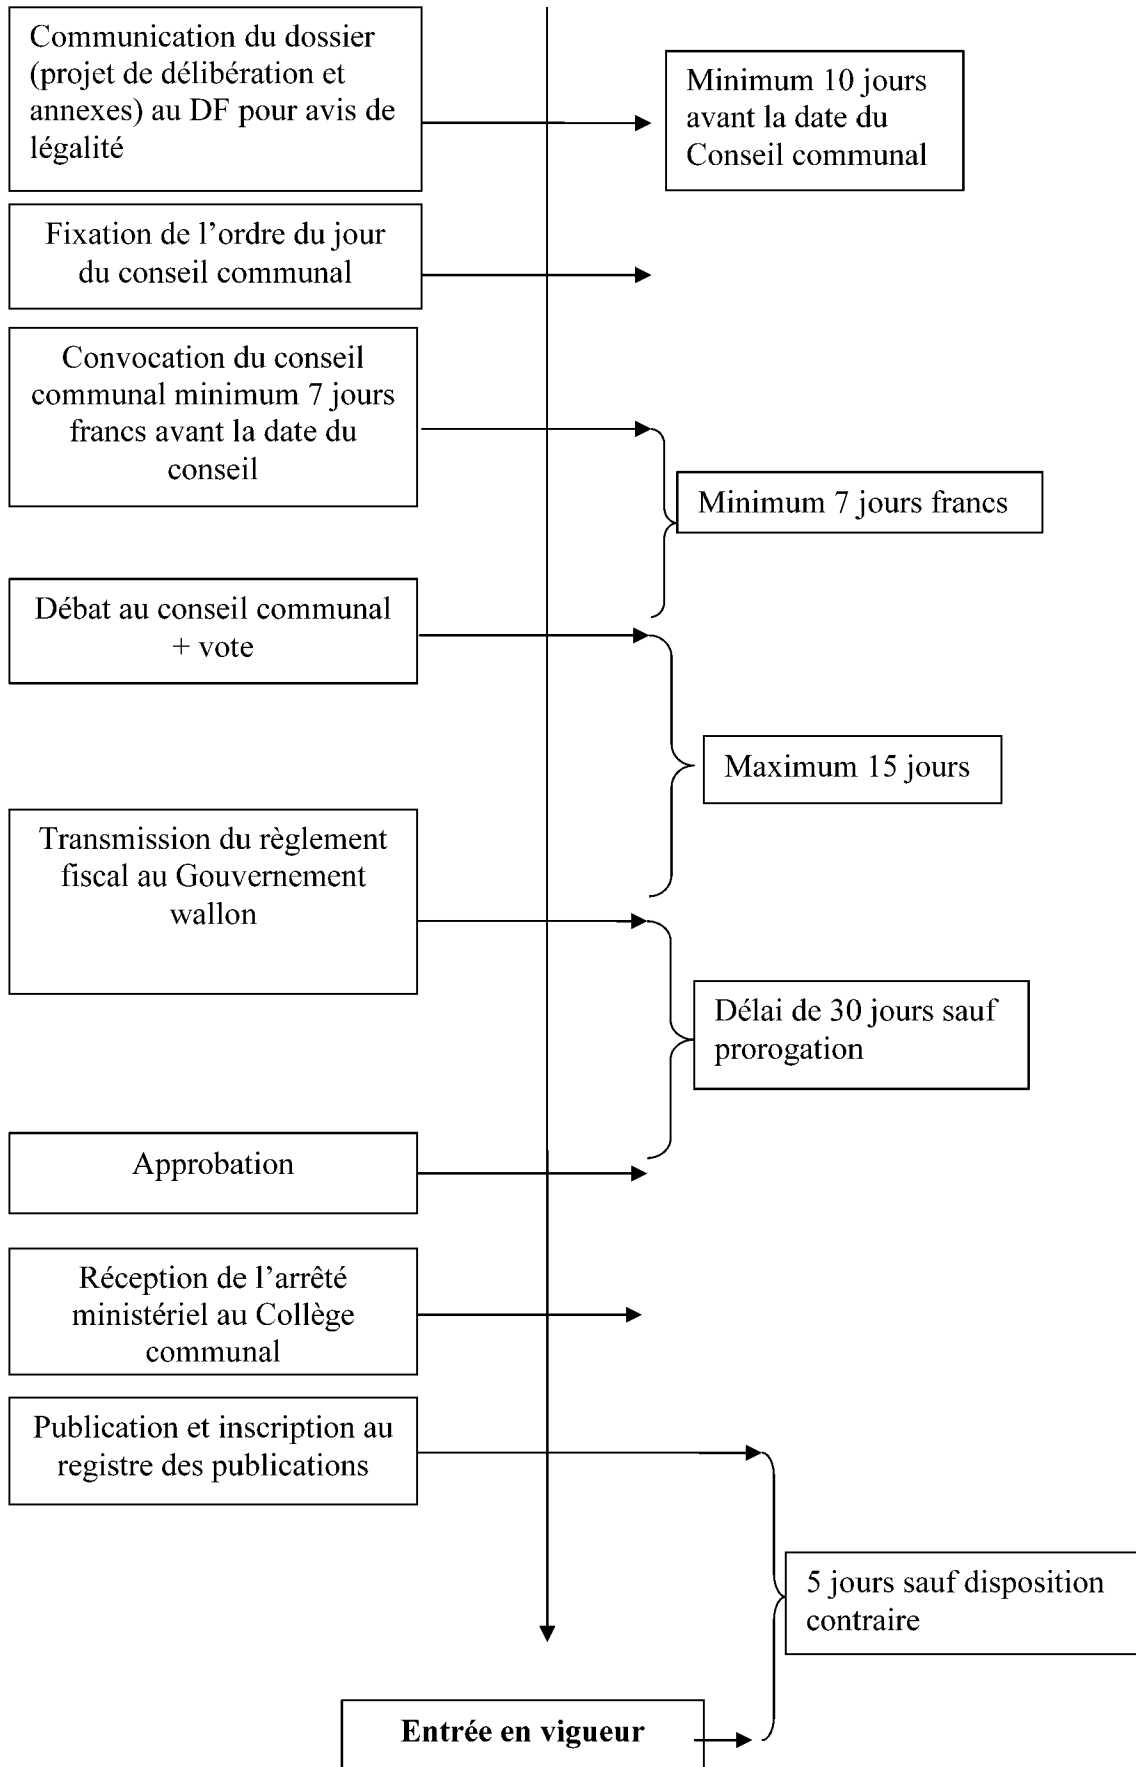 Communication du dossier
(projet de délibération et
annexes) au DF pour avis de
légalité
Minimum 10 jours
avant la date du
Conseil communal
Fixation de l’ordre du jour
du conseil communal
Convocation du conseil
communal minimum 7 jours
francs avant la date du
conseil
Minimum 7 jours francs
Débat au conseil communal
+ vote
Maximum 15 jours
Transmission du règlement
fiscal au Gouvernement
wallon
Délai de 30 jours sauf
prorogation
Approbation
Réception de l’arrêté
ministériel au Collège
communal
Publication et inscription au
registre des publications
5 jours sauf disposition
contraire
Entrée en vigueur